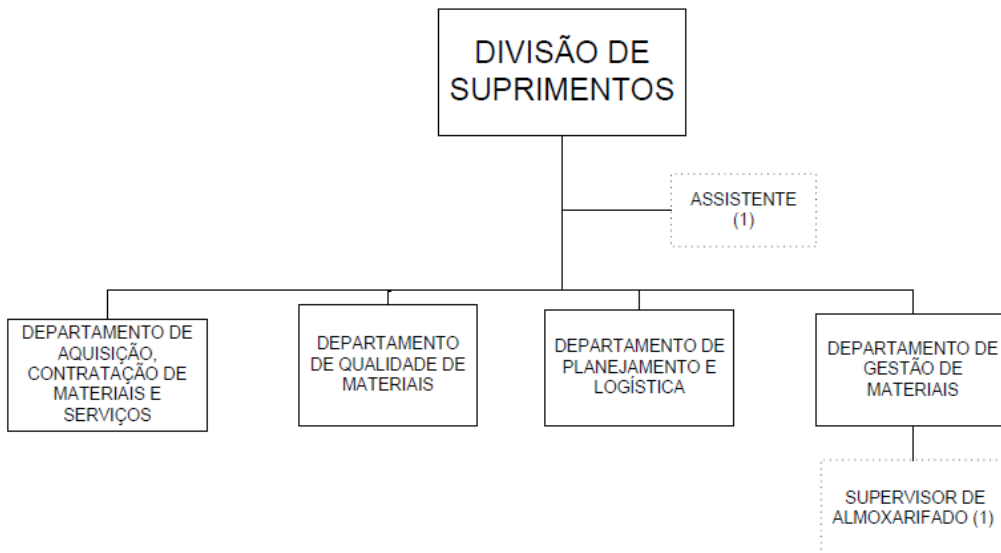 DIVISÃO DE
SUPRIMENTOS
ASSISTENTE
(1)
DEPARTAMENTO DE
AQUISIÇÃO,
CONTRATAÇÃO DE
MATERIAIS E
SERVIÇOS
DEPARTAMENTO
DE QUALIDADE DE
MATERIAIS
DEPARTAMENTO DE
PLANEJAMENTO E
LOGÍSTICA
DEPARTAMENTO DE
GESTÃO DE
MATERIAIS
SUPERVISOR DE
ALMOXARIFADO (1)